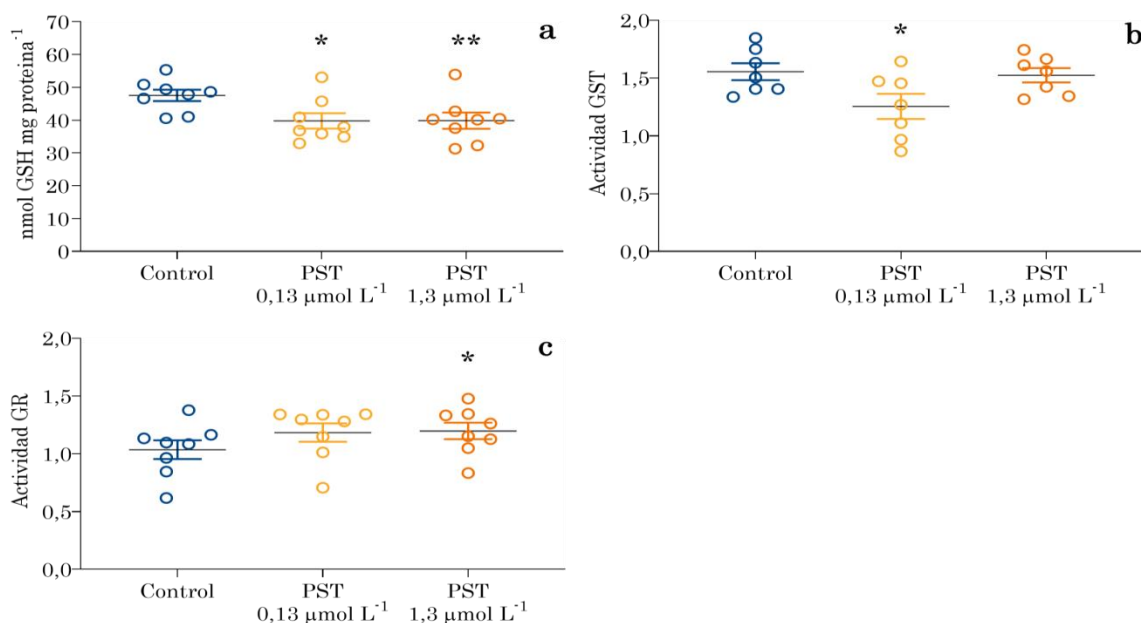 a
nmol GSH mg proteina⁻¹
70
60
50
40
30
20
10
0
*
**
Control
PST
0,13 µmol L⁻¹
PST
1,3 µmol L⁻¹
b
Actividad GST
2,0
1,5
1,0
0,5
0,0
*
Control
PST
0,13 µmol L⁻¹
PST
1,3 µmol L⁻¹
c
Actividad GR
2,0
1,5
1,0
0,5
0,0
*
Control
PST
0,13 µmol L⁻¹
PST
1,3 µmol L⁻¹